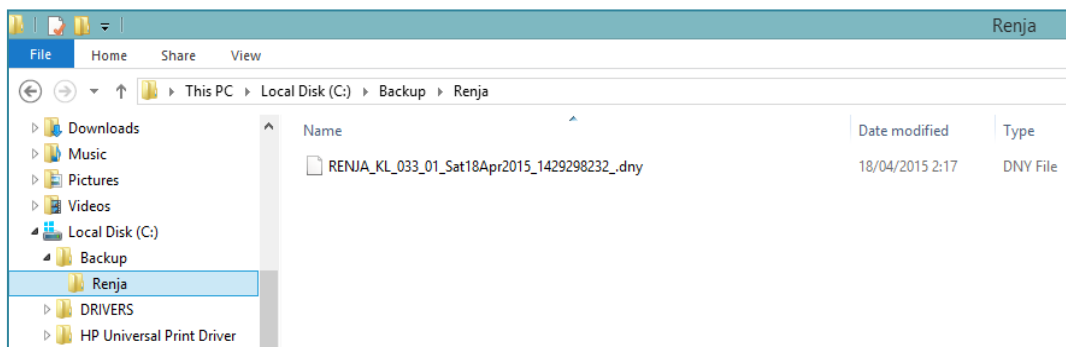 Renja
File Home Share View
This PC Local Disk (C:) Backup Renja
Downloads
Music
Pictures
Videos
Local Disk (C:)
Backup
Renja
DRIVERS
HP Universal Print Driver
Name Date modified Type
RENJA_KL_033_01_Sat18Apr2015_1429298232_.dny 18/04/2015 2:17 DNY File